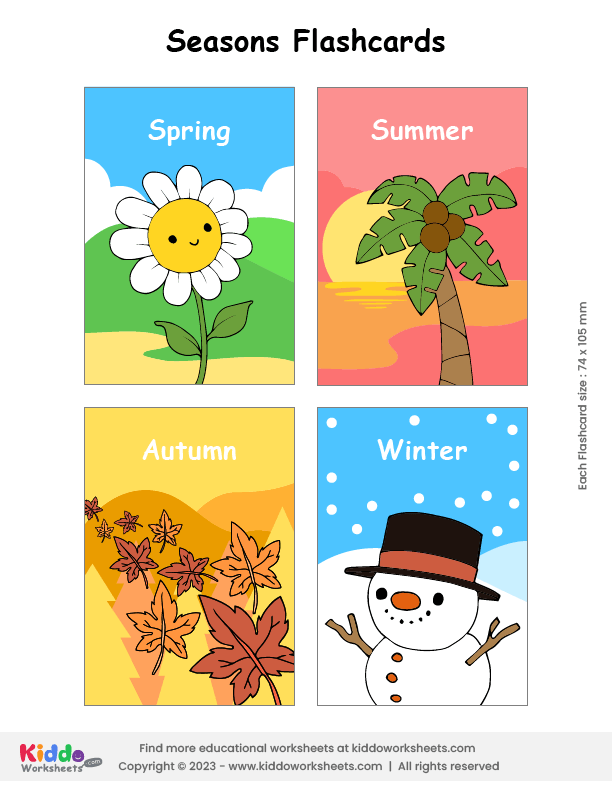 Seasons Flashcards
Spring
Summer
Autumn
Winter
Each Flashcard size : 74 x 105 mm
Kiddo
Worksheets.com
Find more educational worksheets at kiddoworksheets.com
Copyright © 2023 - www.kiddoworksheets.com | All rights reserved